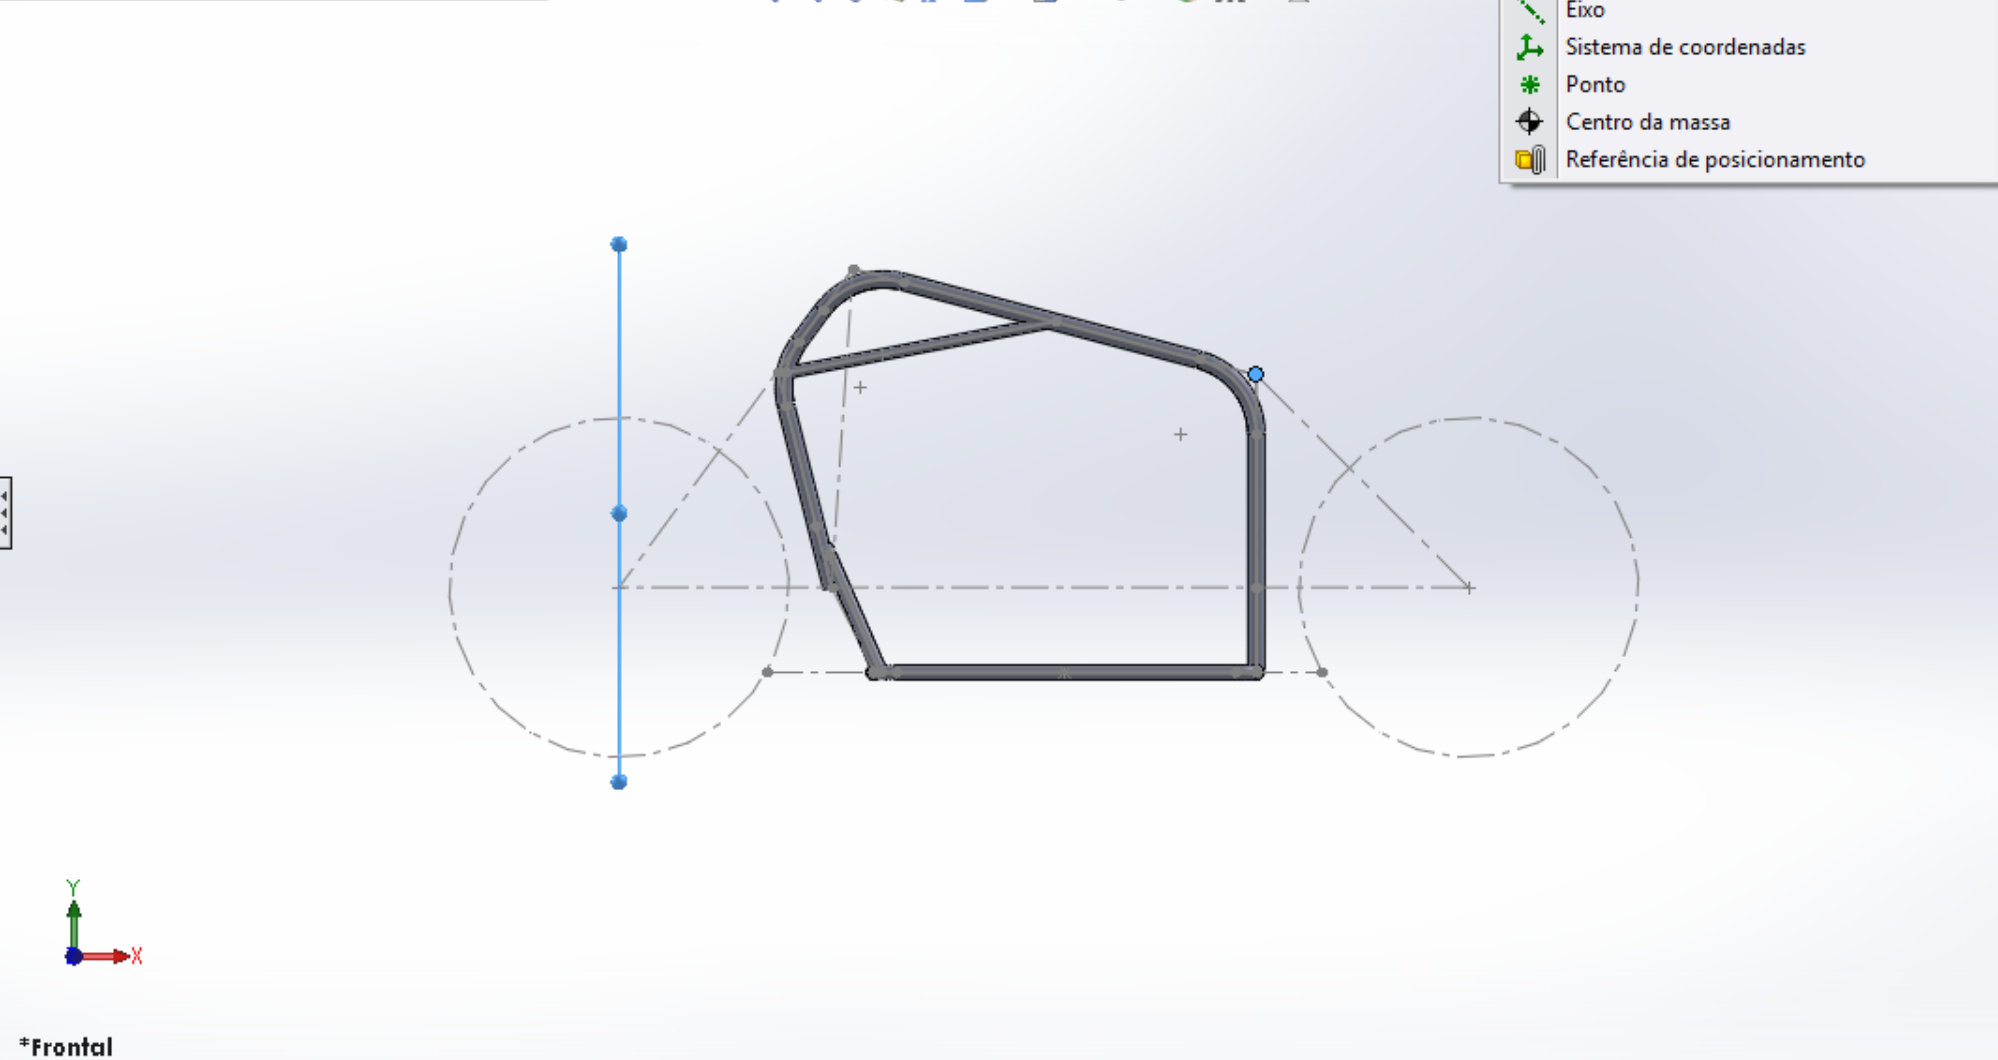 Eixo
Sistema de coordenadas
Ponto
Centro da massa
Referência de posicionamento
Y
X
*Frontal